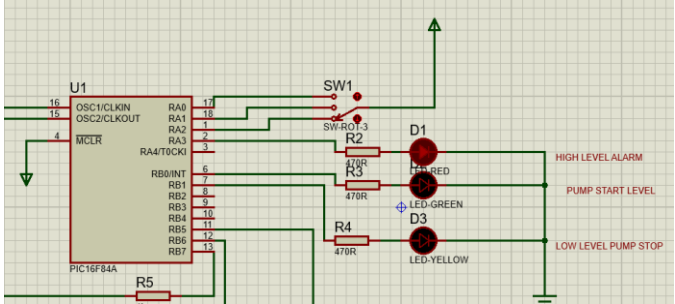 U1
16
15
4
OSC1/CLKIN
OSC2/CLKOUT
MCLR
RA0
RA1
RA2
RA3
RA4/T0CKI
RB0/INT
RB1
RB2
RB3
RB4
RB5
RB6
RB7
17
18
1
2
3
6
7
8
9
10
11
12
13
PIC16F84A
SW1
SW-ROT-3
R2
470R
D1
LED-RED
HIGH LEVEL ALARM
R3
470R
LED-GREEN
PUMP START LEVEL
R4
470R
D3
LED-YELLOW
LOW LEVEL PUMP STOP
R5